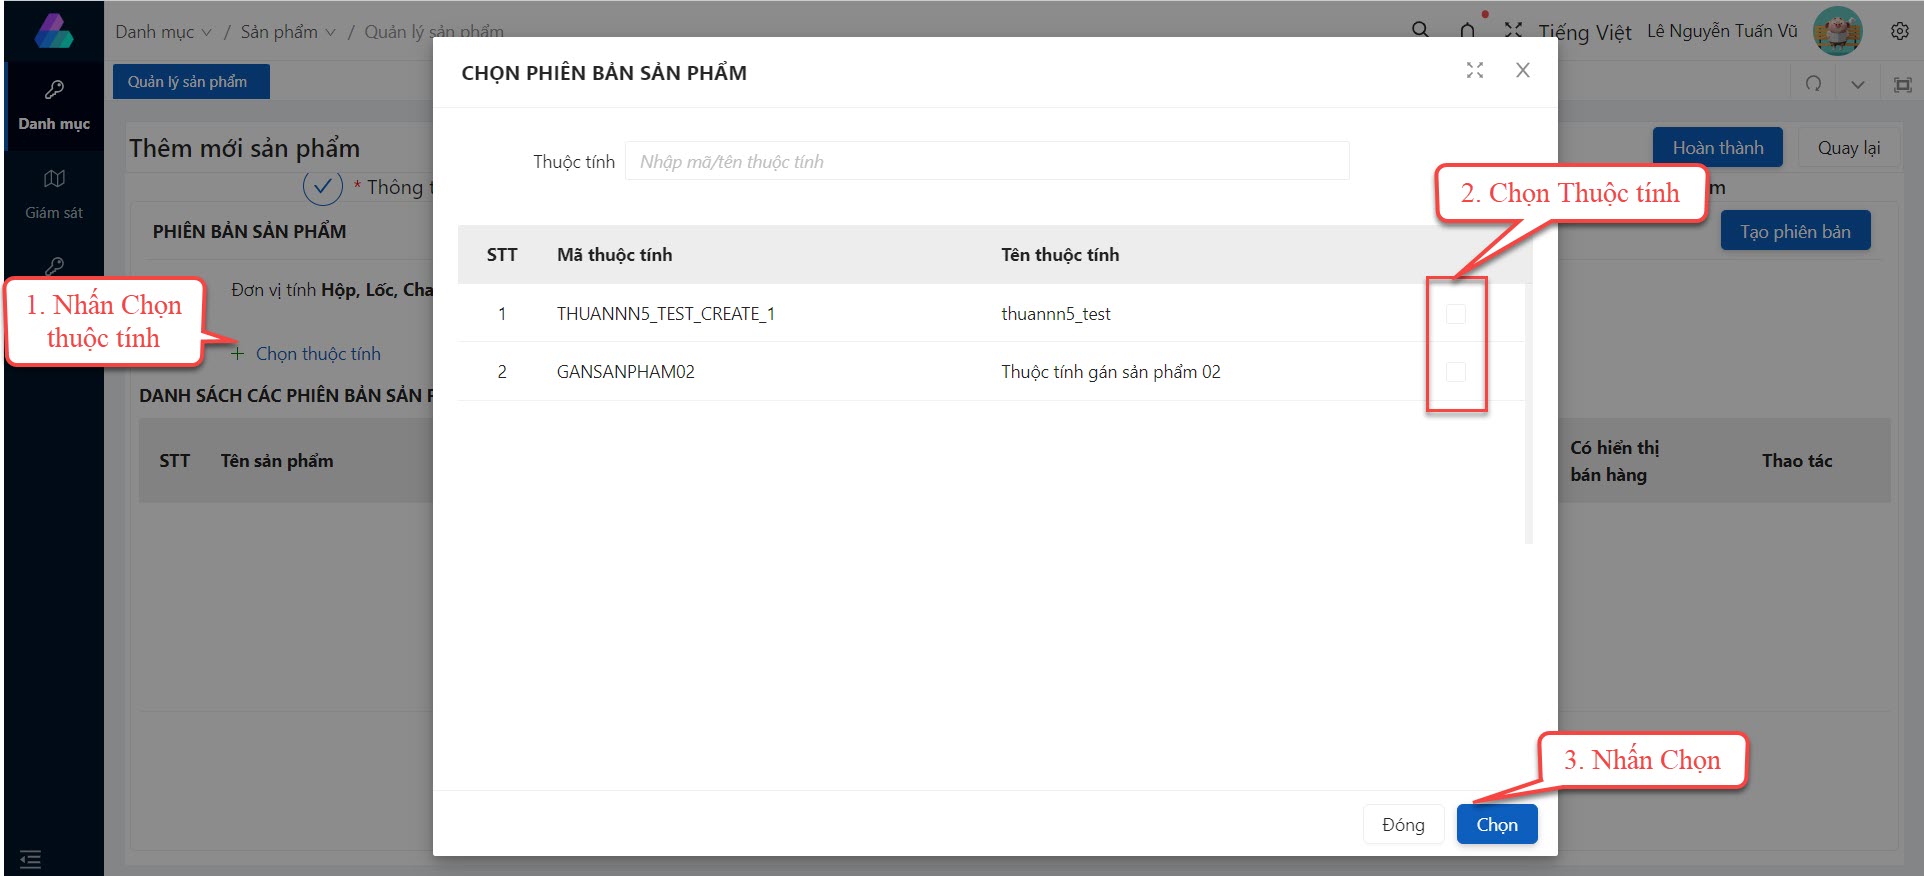 Danh mục / Sản phẩm / Quản lý sản phẩm
Tiếng Việt
Lê Nguyễn Tuấn Vũ
Danh mục
Giám sát
Quản lý sản phẩm
Thêm mới sản phẩm
Hoàn thành
Quay lại
* Thông t
m
PHIÊN BẢN SẢN PHẨM
Tạo phiên bản
Đơn vị tính Hộp, Lốc, Cha
1. Nhấn Chọn
thuộc tính
+ Chọn thuộc tính
DANH SÁCH CÁC PHIÊN BẢN SẢN P
STT
Tên sản phẩm
Có hiển thị
bán hàng
Thao tác
CHỌN PHIÊN BẢN SẢN PHẨM
Thuộc tính
Nhập mã/tên thuộc tính
2. Chọn Thuộc tính
STT
Mã thuộc tính
Tên thuộc tính
1
THUANNN5_TEST_CREATE_1
thuannn5_test
2
GANSANPHAM02
Thuộc tính gán sản phẩm 02
3. Nhấn Chọn
Đóng
Chọn